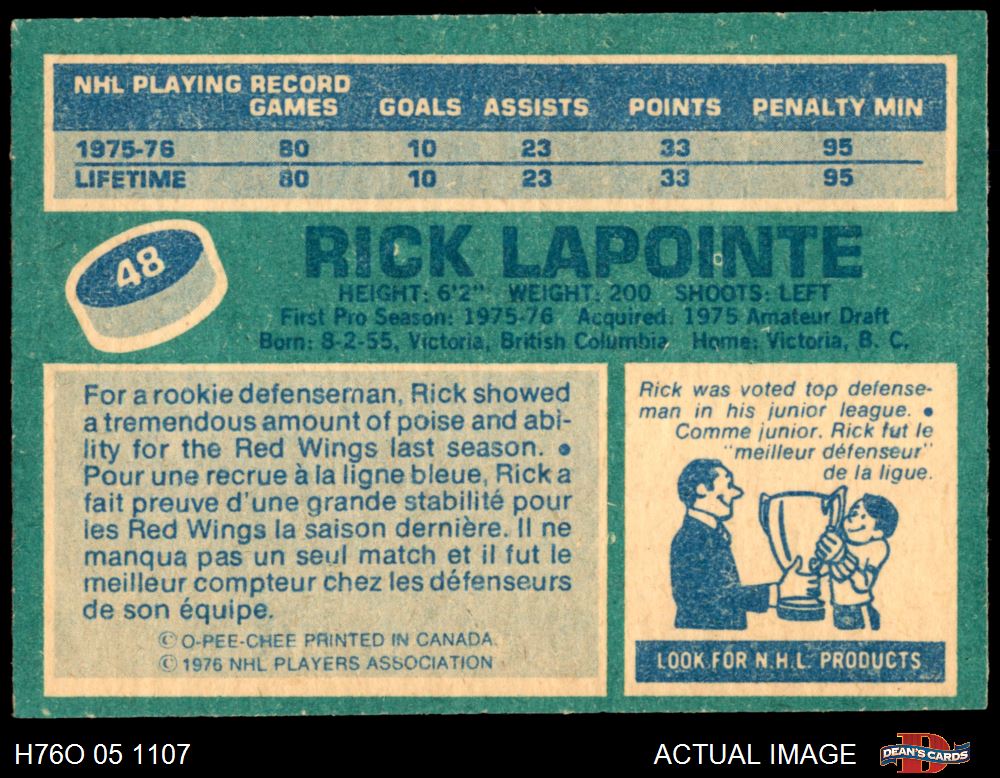 NHL PLAYING RECORD
GAMES GOALS ASSISTS POINTS PENALTY MIN
1975-76 80 10 23 33 95
LIFETIME 80 10 23 33 95
48
RICK LAPOINTE
HEIGHT: 6'2" WEIGHT: 200 SHOOTS: LEFT
First Pro Season: 1975-76 Acquired: 1975 Amateur Draft
Born: 8-2-55, Victoria, British Columbia Home: Victoria, B. C.
For a rookie defenseman, Rick showed
a tremendous amount of poise and abi-
lity for the Red Wings last season. •
Pour une recrue à la ligne bleue, Rick a
fait preuve d'une grande stabilité pour
les Red Wings la saison dernière. Il ne
manqua pas un seul match et il fut le
meilleur compteur chez les défenseurs
de son équipe.
© O-PEE-CHEE PRINTED IN CANADA.
© 1976 NHL PLAYERS ASSOCIATION
Rick was voted top defense-
man in his junior league. •
Comme junior. Rick fut le
"meilleur défenseur"
de la ligue.
LOOK FOR N.H.L. PRODUCTS
H76O 05 1107
ACTUAL IMAGE
D
DEAN'S CARDS